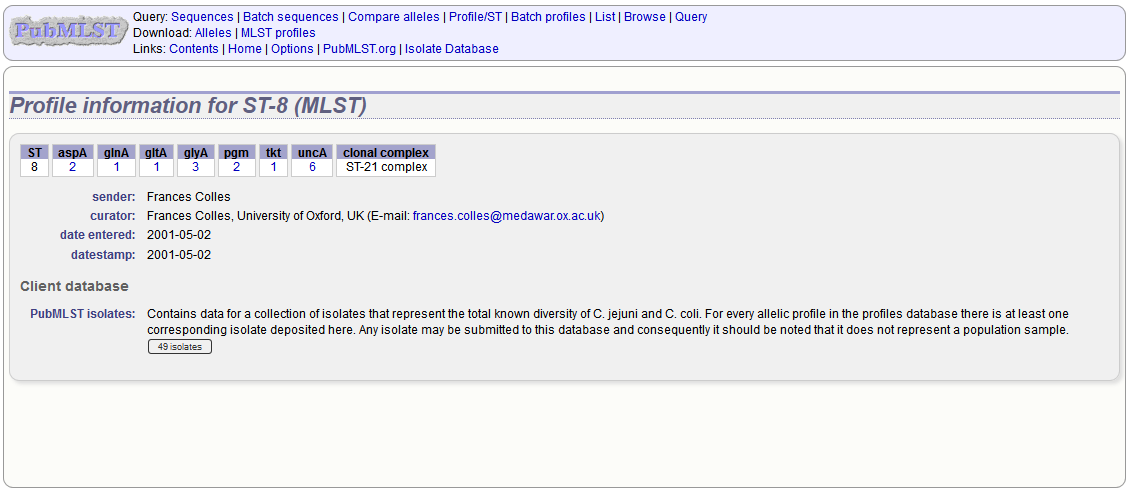 PubMLST
Query: Sequences | Batch sequences | Compare alleles | Profile/ST | Batch profiles | List | Browse | Query
Download: Alleles | MLST profiles
Links: Contents | Home | Options | PubMLST.org | Isolate Database
Profile information for ST-8 (MLST)
ST aspA glnA gltA glyA pgm tkt uncA clonal complex
8 2 1 1 3 2 1 6 ST-21 complex
sender: Frances Colles
curator: Frances Colles, University of Oxford, UK (E-mail: frances.colles@medawar.ox.ac.uk)
date entered: 2001-05-02
datestamp: 2001-05-02
Client database
PubMLST isolates: Contains data for a collection of isolates that represent the total known diversity of C. jejuni and C. coli. For every allelic profile in the profiles database there is at least one
corresponding isolate deposited here. Any isolate may be submitted to this database and consequently it should be noted that it does not represent a population sample.
49 isolates